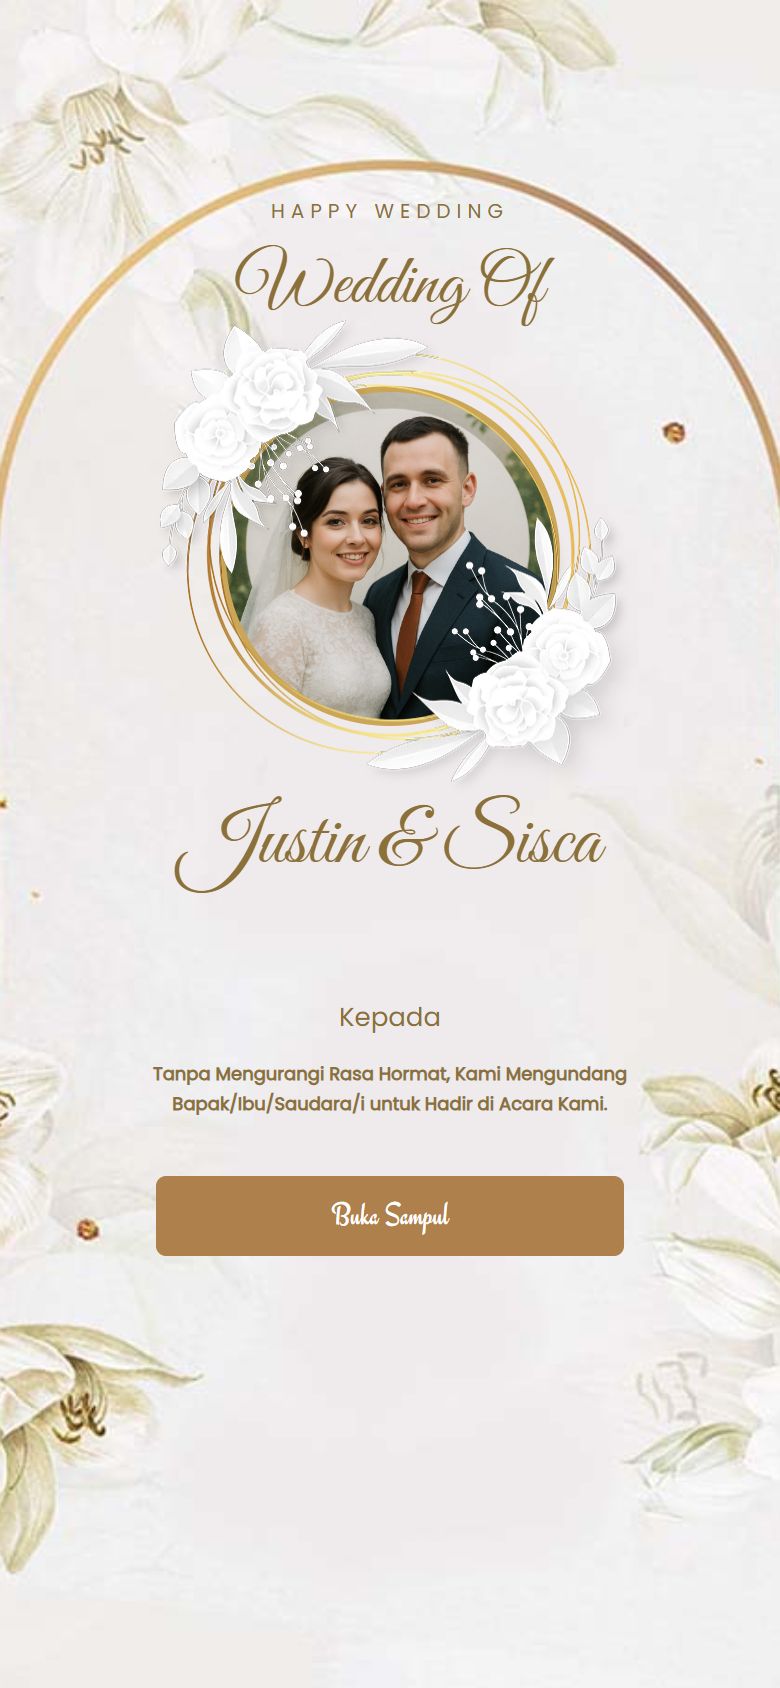 HAPPY WEDDING
Wedding Of
Justin & Sisca
Kepada
Tanpa Mengurangi Rasa Hormat, Kami Mengundang
Bapak/Ibu/Saudara/i untuk Hadir di Acara Kami.
Buka Sampul